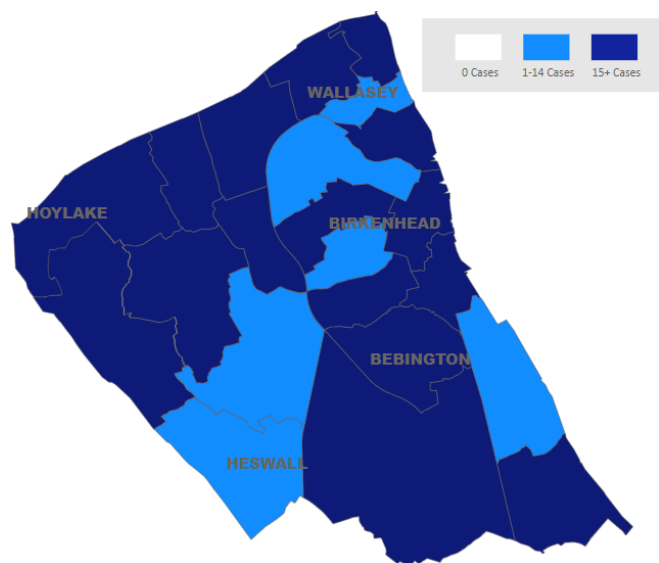 0 Cases 1-14 Cases 15+ Cases
WALLASEY
HOYLAKE
BIRKENHEAD
BEBINGTON
HESWALL